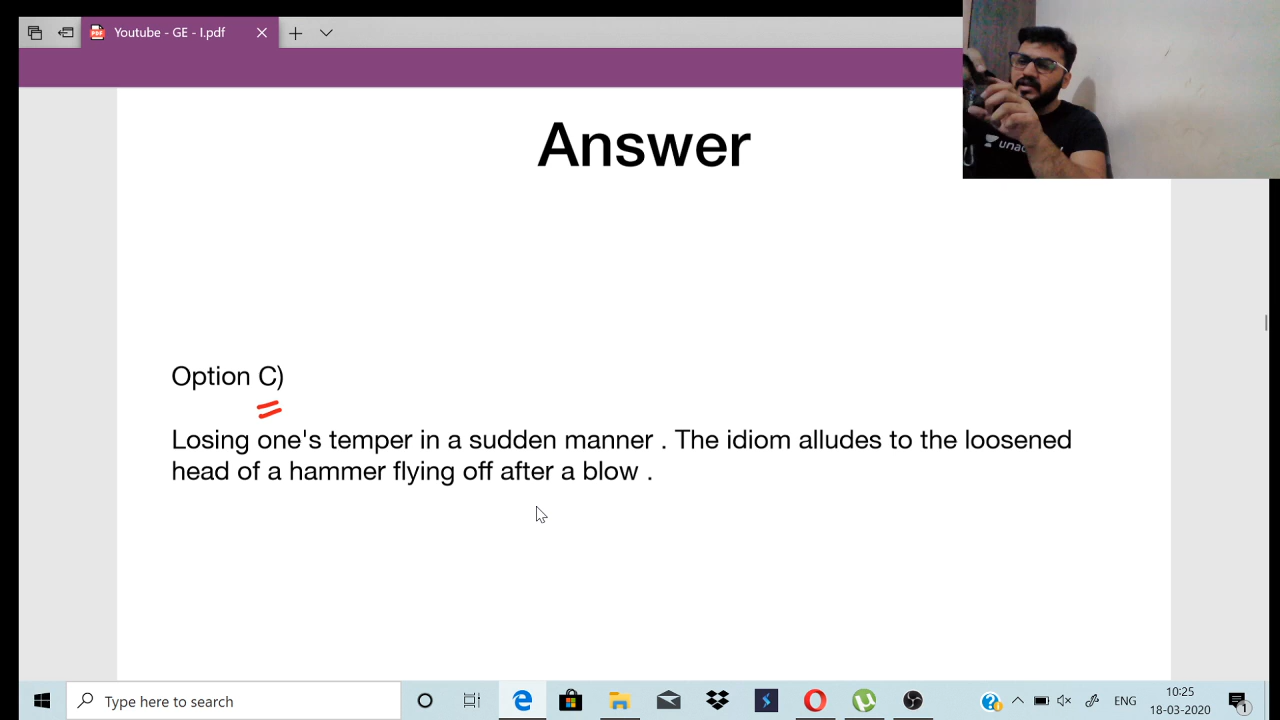 Youtube - GE - I.pdf
Answer
Option C)
Losing one's temper in a sudden manner . The idiom alludes to the loosened
head of a hammer flying off after a blow .
Type here to search
ENG
10:25
18-03-2020
1